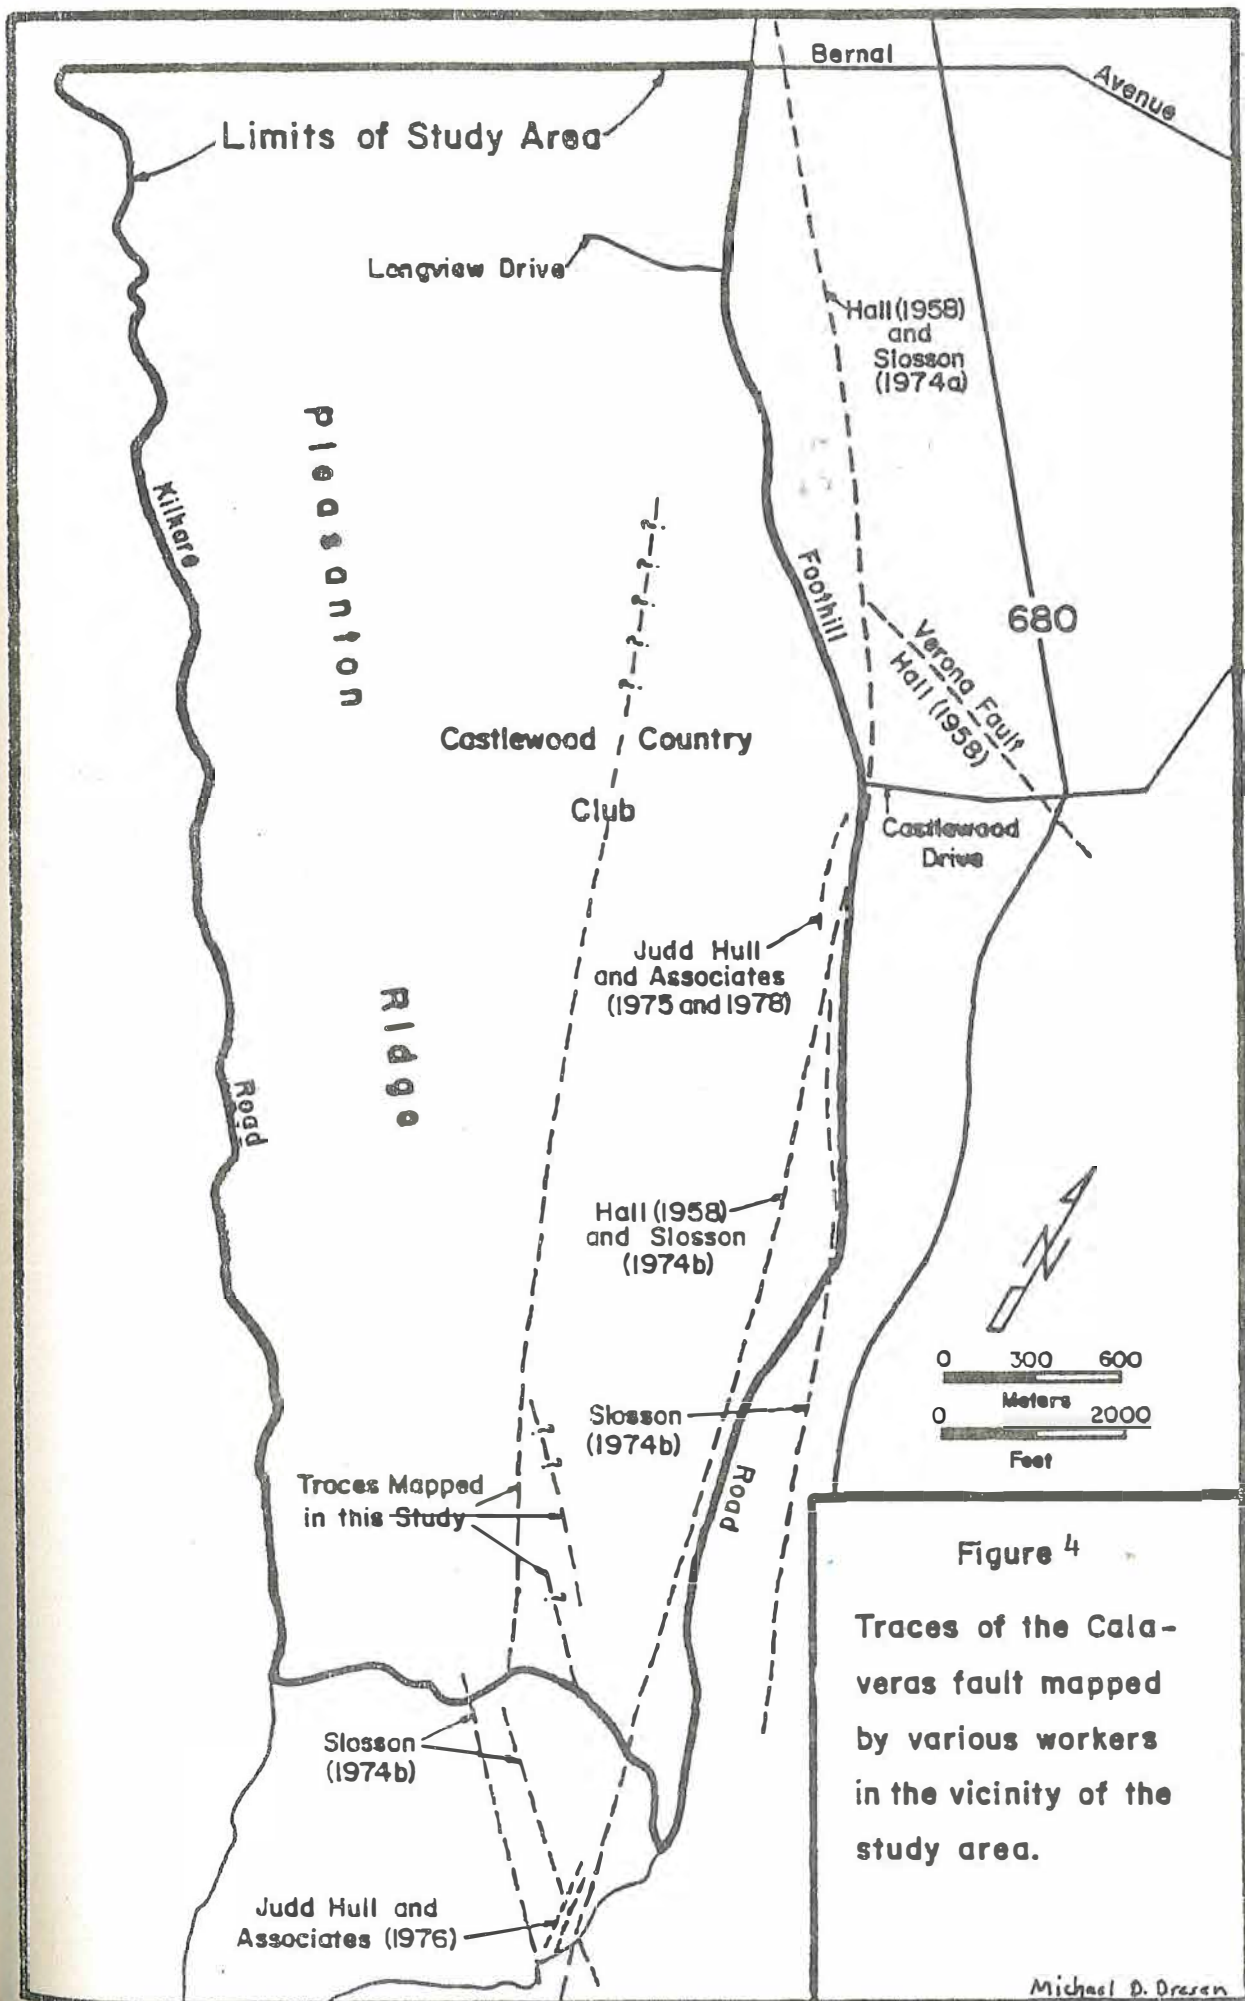 Bernal
Avenue
Limits of Study Area
Longview Drive
Hall (1958)
and
Slosson
(1974a)
Pleasanton
Kilkare
Foothill
680
Verona Fault
Hall (1958)
?
?
?
?
?
Castlewood Country
Club
Castlewood
Drive
Judd Hull
and Associates
(1975 and 1978)
Ridge
Road
Hall (1958)
and Slosson
(1974b)
N
0 300 600
Meters
0 2000
Feet
Slosson
(1974b)
?
?
Traces Mapped
in this Study
Road
?
Figure 4
Traces of the Cala-
veras fault mapped
by various workers
in the vicinity of the
study area.
Slosson
(1974b)
Judd Hull and
Associates (1976)
Michael D. Dresen